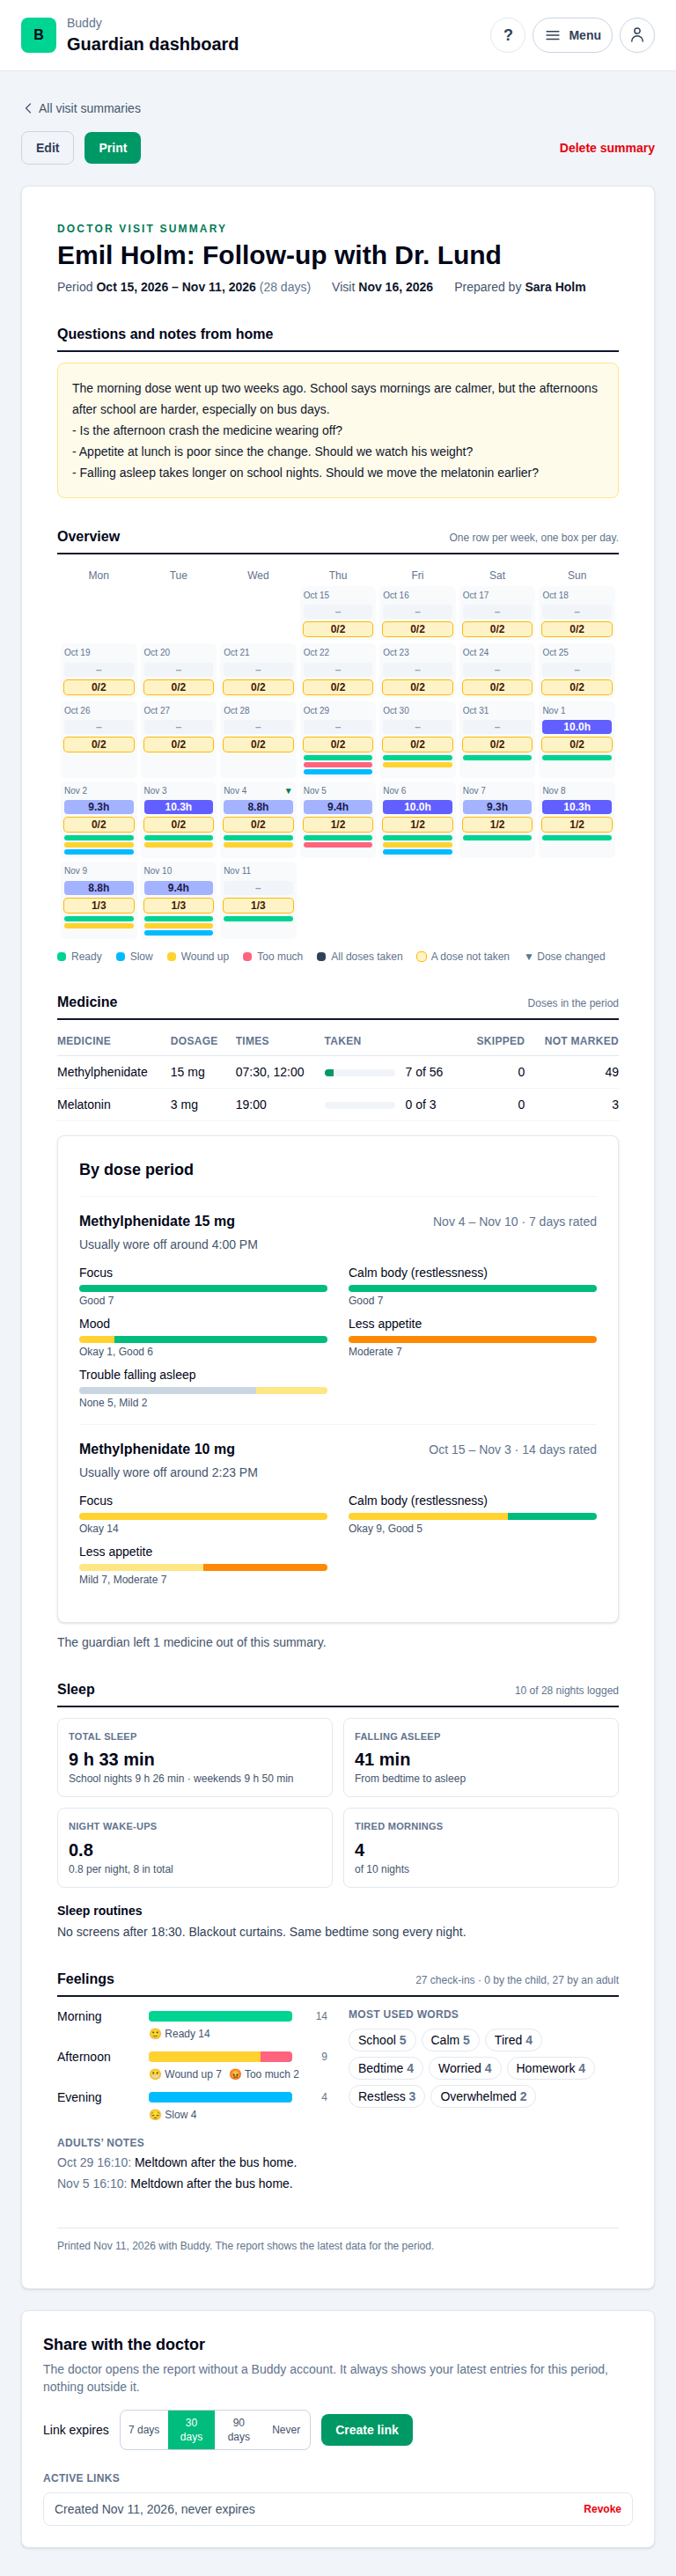 B
Buddy
Guardian dashboard
?
Menu
All visit summaries
Edit
Print
Delete summary
DOCTOR VISIT SUMMARY
Emil Holm: Follow-up with Dr. Lund
Period Oct 15, 2026 – Nov 11, 2026 (28 days) Visit Nov 16, 2026 Prepared by Sara Holm
Questions and notes from home
The morning dose went up two weeks ago. School says mornings are calmer, but the afternoons
after school are harder, especially on bus days.
- Is the afternoon crash the medicine wearing off?
- Appetite at lunch is poor since the change. Should we watch his weight?
- Falling asleep takes longer on school nights. Should we move the melatonin earlier?
Overview
One row per week, one box per day.
Mon Tue Wed Thu Fri Sat Sun
Oct 15 Oct 16 Oct 17 Oct 18
– – – –
0/2 0/2 0/2 0/2
Oct 19 Oct 20 Oct 21 Oct 22 Oct 23 Oct 24 Oct 25
– – – – – – –
0/2 0/2 0/2 0/2 0/2 0/2 0/2
Oct 26 Oct 27 Oct 28 Oct 29 Oct 30 Oct 31 Nov 1
– – – – – – 10.0h
0/2 0/2 0/2 0/2 0/2 0/2 0/2
Nov 2 Nov 3 Nov 4 ▼ Nov 5 Nov 6 Nov 7 Nov 8
9.3h 10.3h 8.8h 9.4h 10.0h 9.3h 10.3h
0/2 0/2 0/2 1/2 1/2 1/2 1/2
Nov 9 Nov 10 Nov 11
8.8h 9.4h –
1/3 1/3 1/3
Ready Slow Wound up Too much All doses taken A dose not taken ▼ Dose changed
Medicine
Doses in the period
MEDICINE DOSAGE TIMES TAKEN SKIPPED NOT MARKED
Methylphenidate 15 mg 07:30, 12:00 7 of 56 0 49
Melatonin 3 mg 19:00 0 of 3 0 3
By dose period
Methylphenidate 15 mg
Nov 4 – Nov 10 · 7 days rated
Usually wore off around 4:00 PM
Focus
Good 7
Calm body (restlessness)
Good 7
Mood
Okay 1, Good 6
Less appetite
Moderate 7
Trouble falling asleep
None 5, Mild 2
Methylphenidate 10 mg
Oct 15 – Nov 3 · 14 days rated
Usually wore off around 2:23 PM
Focus
Okay 14
Calm body (restlessness)
Okay 9, Good 5
Less appetite
Mild 7, Moderate 7
The guardian left 1 medicine out of this summary.
Sleep
10 of 28 nights logged
TOTAL SLEEP
9 h 33 min
School nights 9 h 26 min · weekends 9 h 50 min
FALLING ASLEEP
41 min
From bedtime to asleep
NIGHT WAKE-UPS
0.8
0.8 per night, 8 in total
TIRED MORNINGS
4
of 10 nights
Sleep routines
No screens after 18:30. Blackout curtains. Same bedtime song every night.
Feelings
27 check-ins · 0 by the child, 27 by an adult
Morning 14
🙂 Ready 14
Afternoon 9
😬 Wound up 7 😡 Too much 2
Evening 4
😔 Slow 4
MOST USED WORDS
School 5 Calm 5 Tired 4
Bedtime 4 Worried 4 Homework 4
Restless 3 Overwhelmed 2
ADULTS' NOTES
Oct 29 16:10: Meltdown after the bus home.
Nov 5 16:10: Meltdown after the bus home.
Printed Nov 11, 2026 with Buddy. The report shows the latest data for the period.
Share with the doctor
The doctor opens the report without a Buddy account. It always shows your latest entries for this period,
nothing outside it.
Link expires
7 days
30 days
90 days
Never
Create link
ACTIVE LINKS
Created Nov 11, 2026, never expires
Revoke